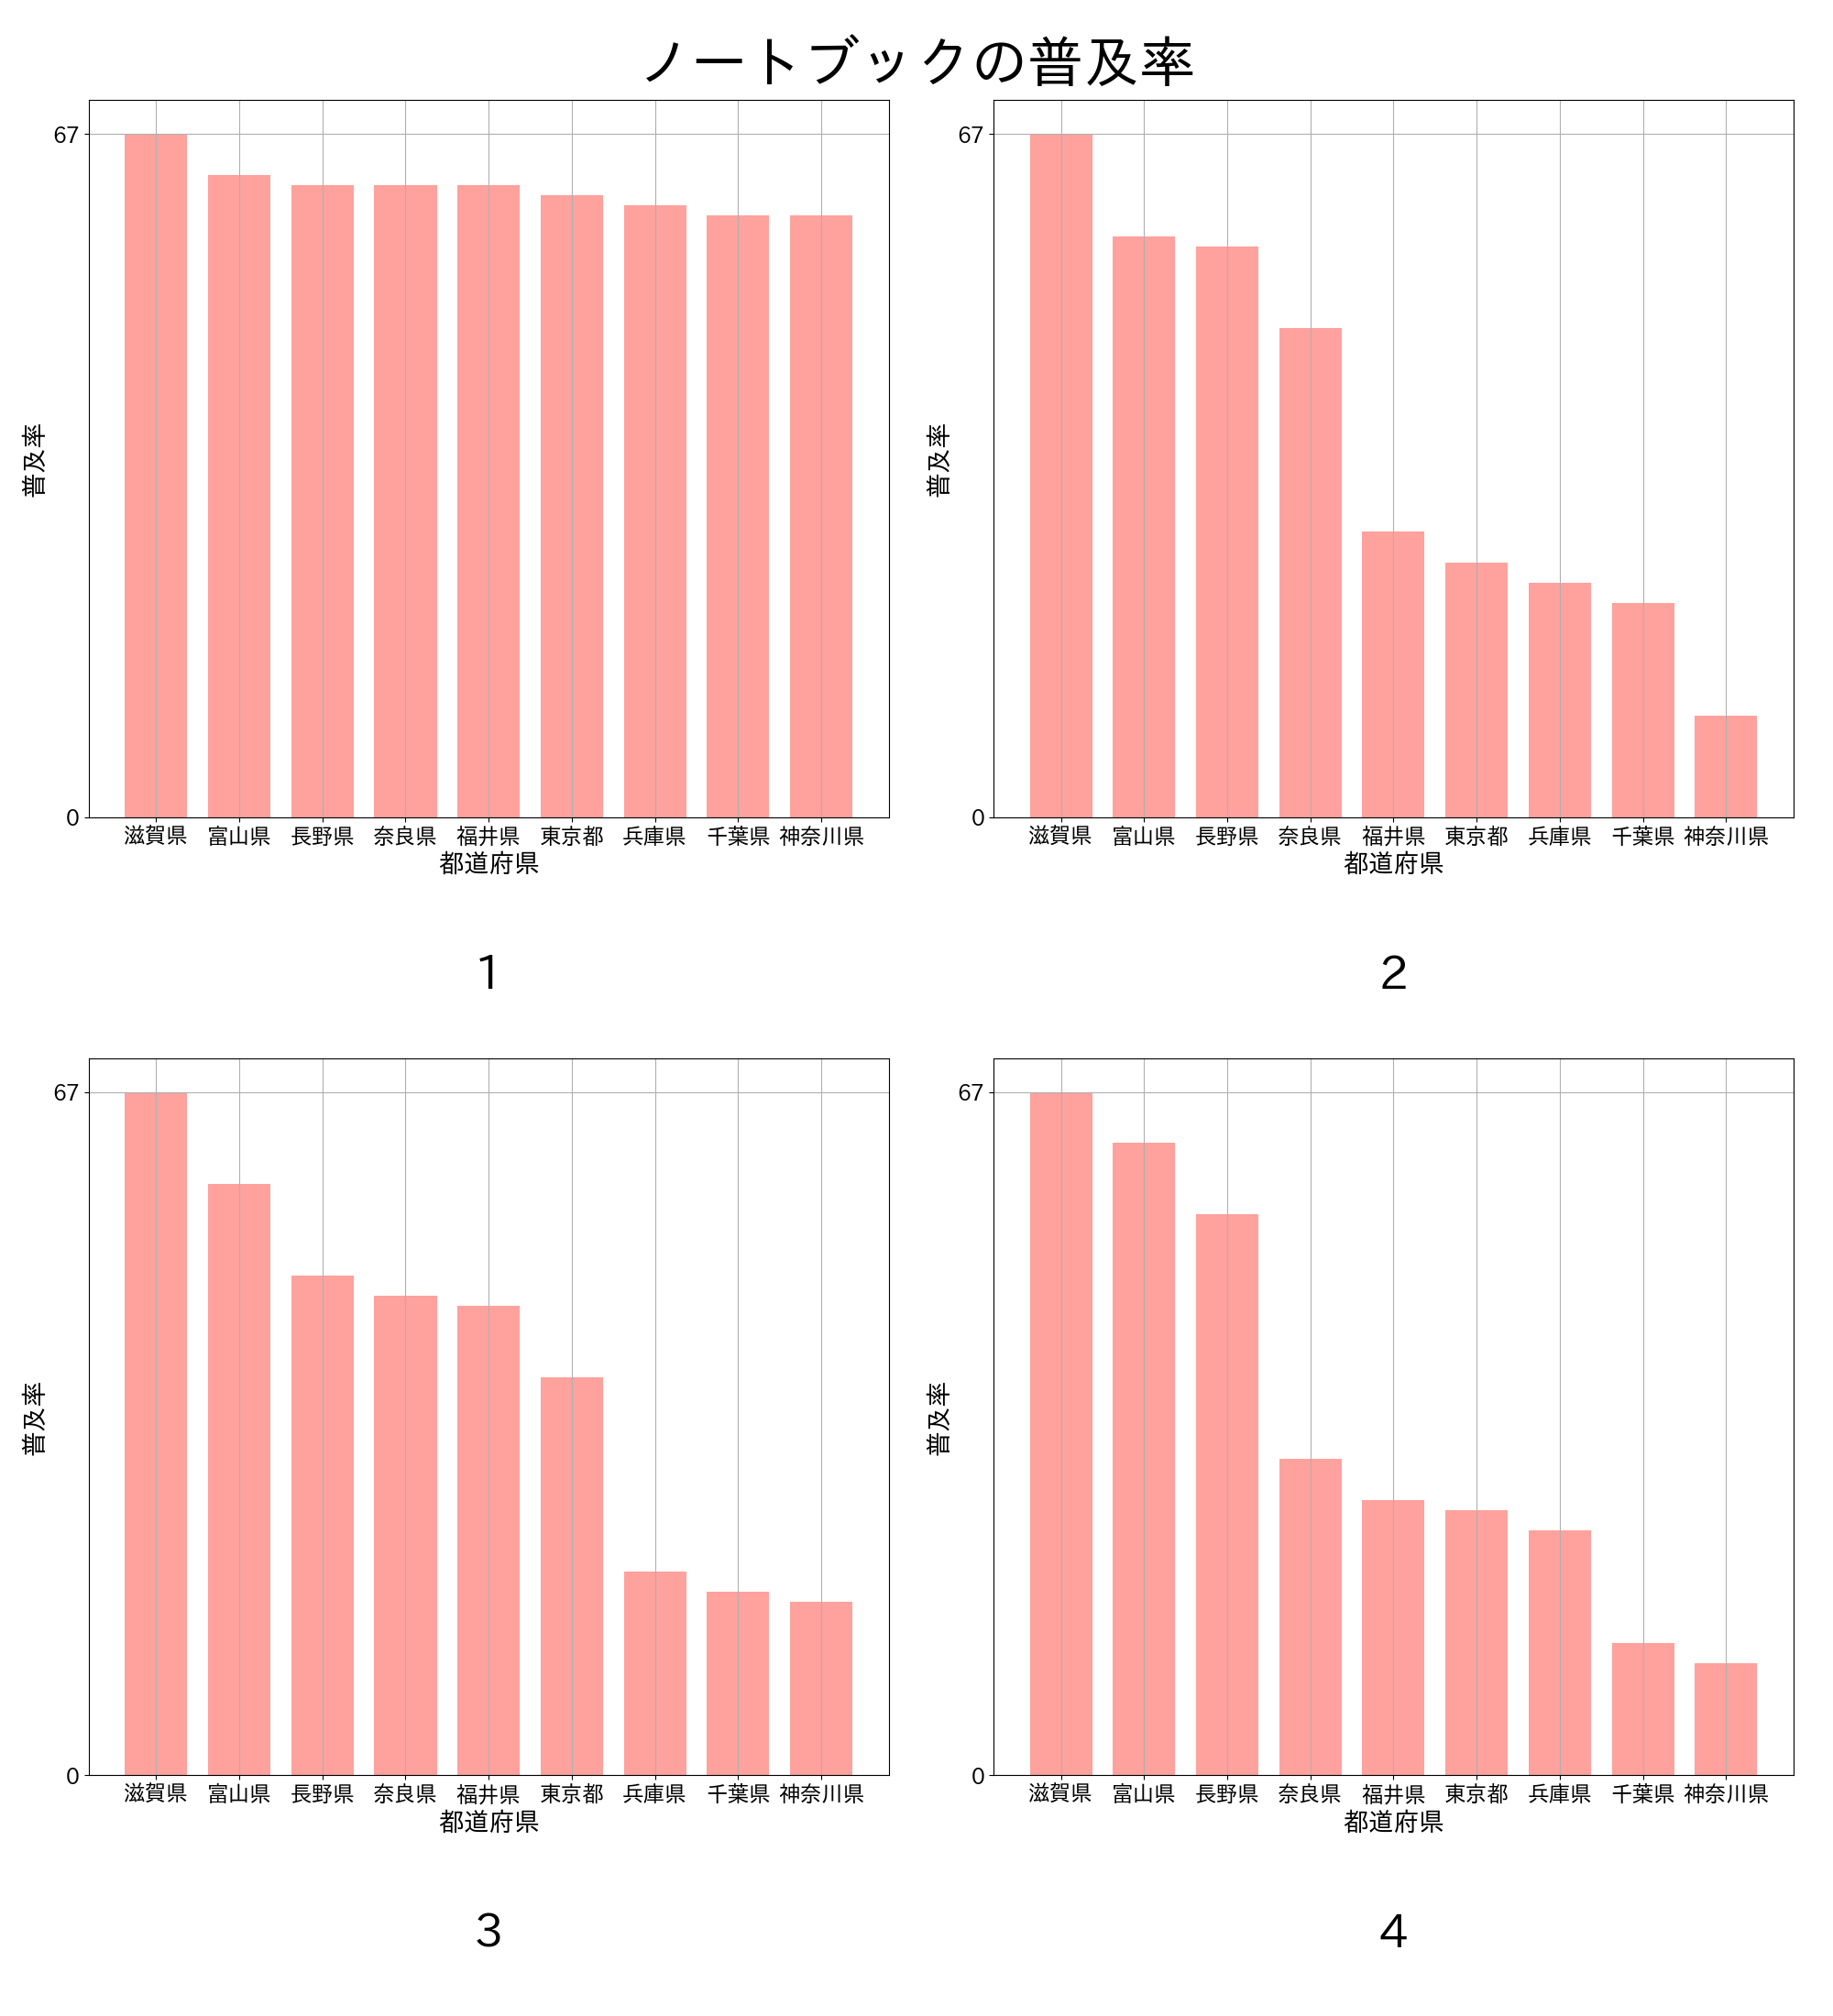 ノートブックの普及率
67
0
普及率
滋賀県 富山県 長野県 奈良県 福井県 東京都 兵庫県 千葉県 神奈川県
都道府県
1
67
0
普及率
滋賀県 富山県 長野県 奈良県 福井県 東京都 兵庫県 千葉県 神奈川県
都道府県
2
67
0
普及率
滋賀県 富山県 長野県 奈良県 福井県 東京都 兵庫県 千葉県 神奈川県
都道府県
3
67
0
普及率
滋賀県 富山県 長野県 奈良県 福井県 東京都 兵庫県 千葉県 神奈川県
都道府県
4